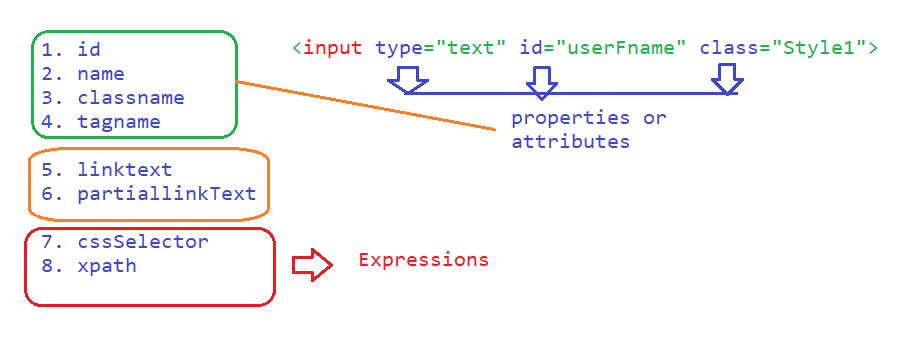 1. id
2. name
3. classname
4. tagname
<input type="text" id="userFname" class="Style1">
properties or
attributes
5. linktext
6. partiallinkText
7. cssSelector
8. xpath
Expressions